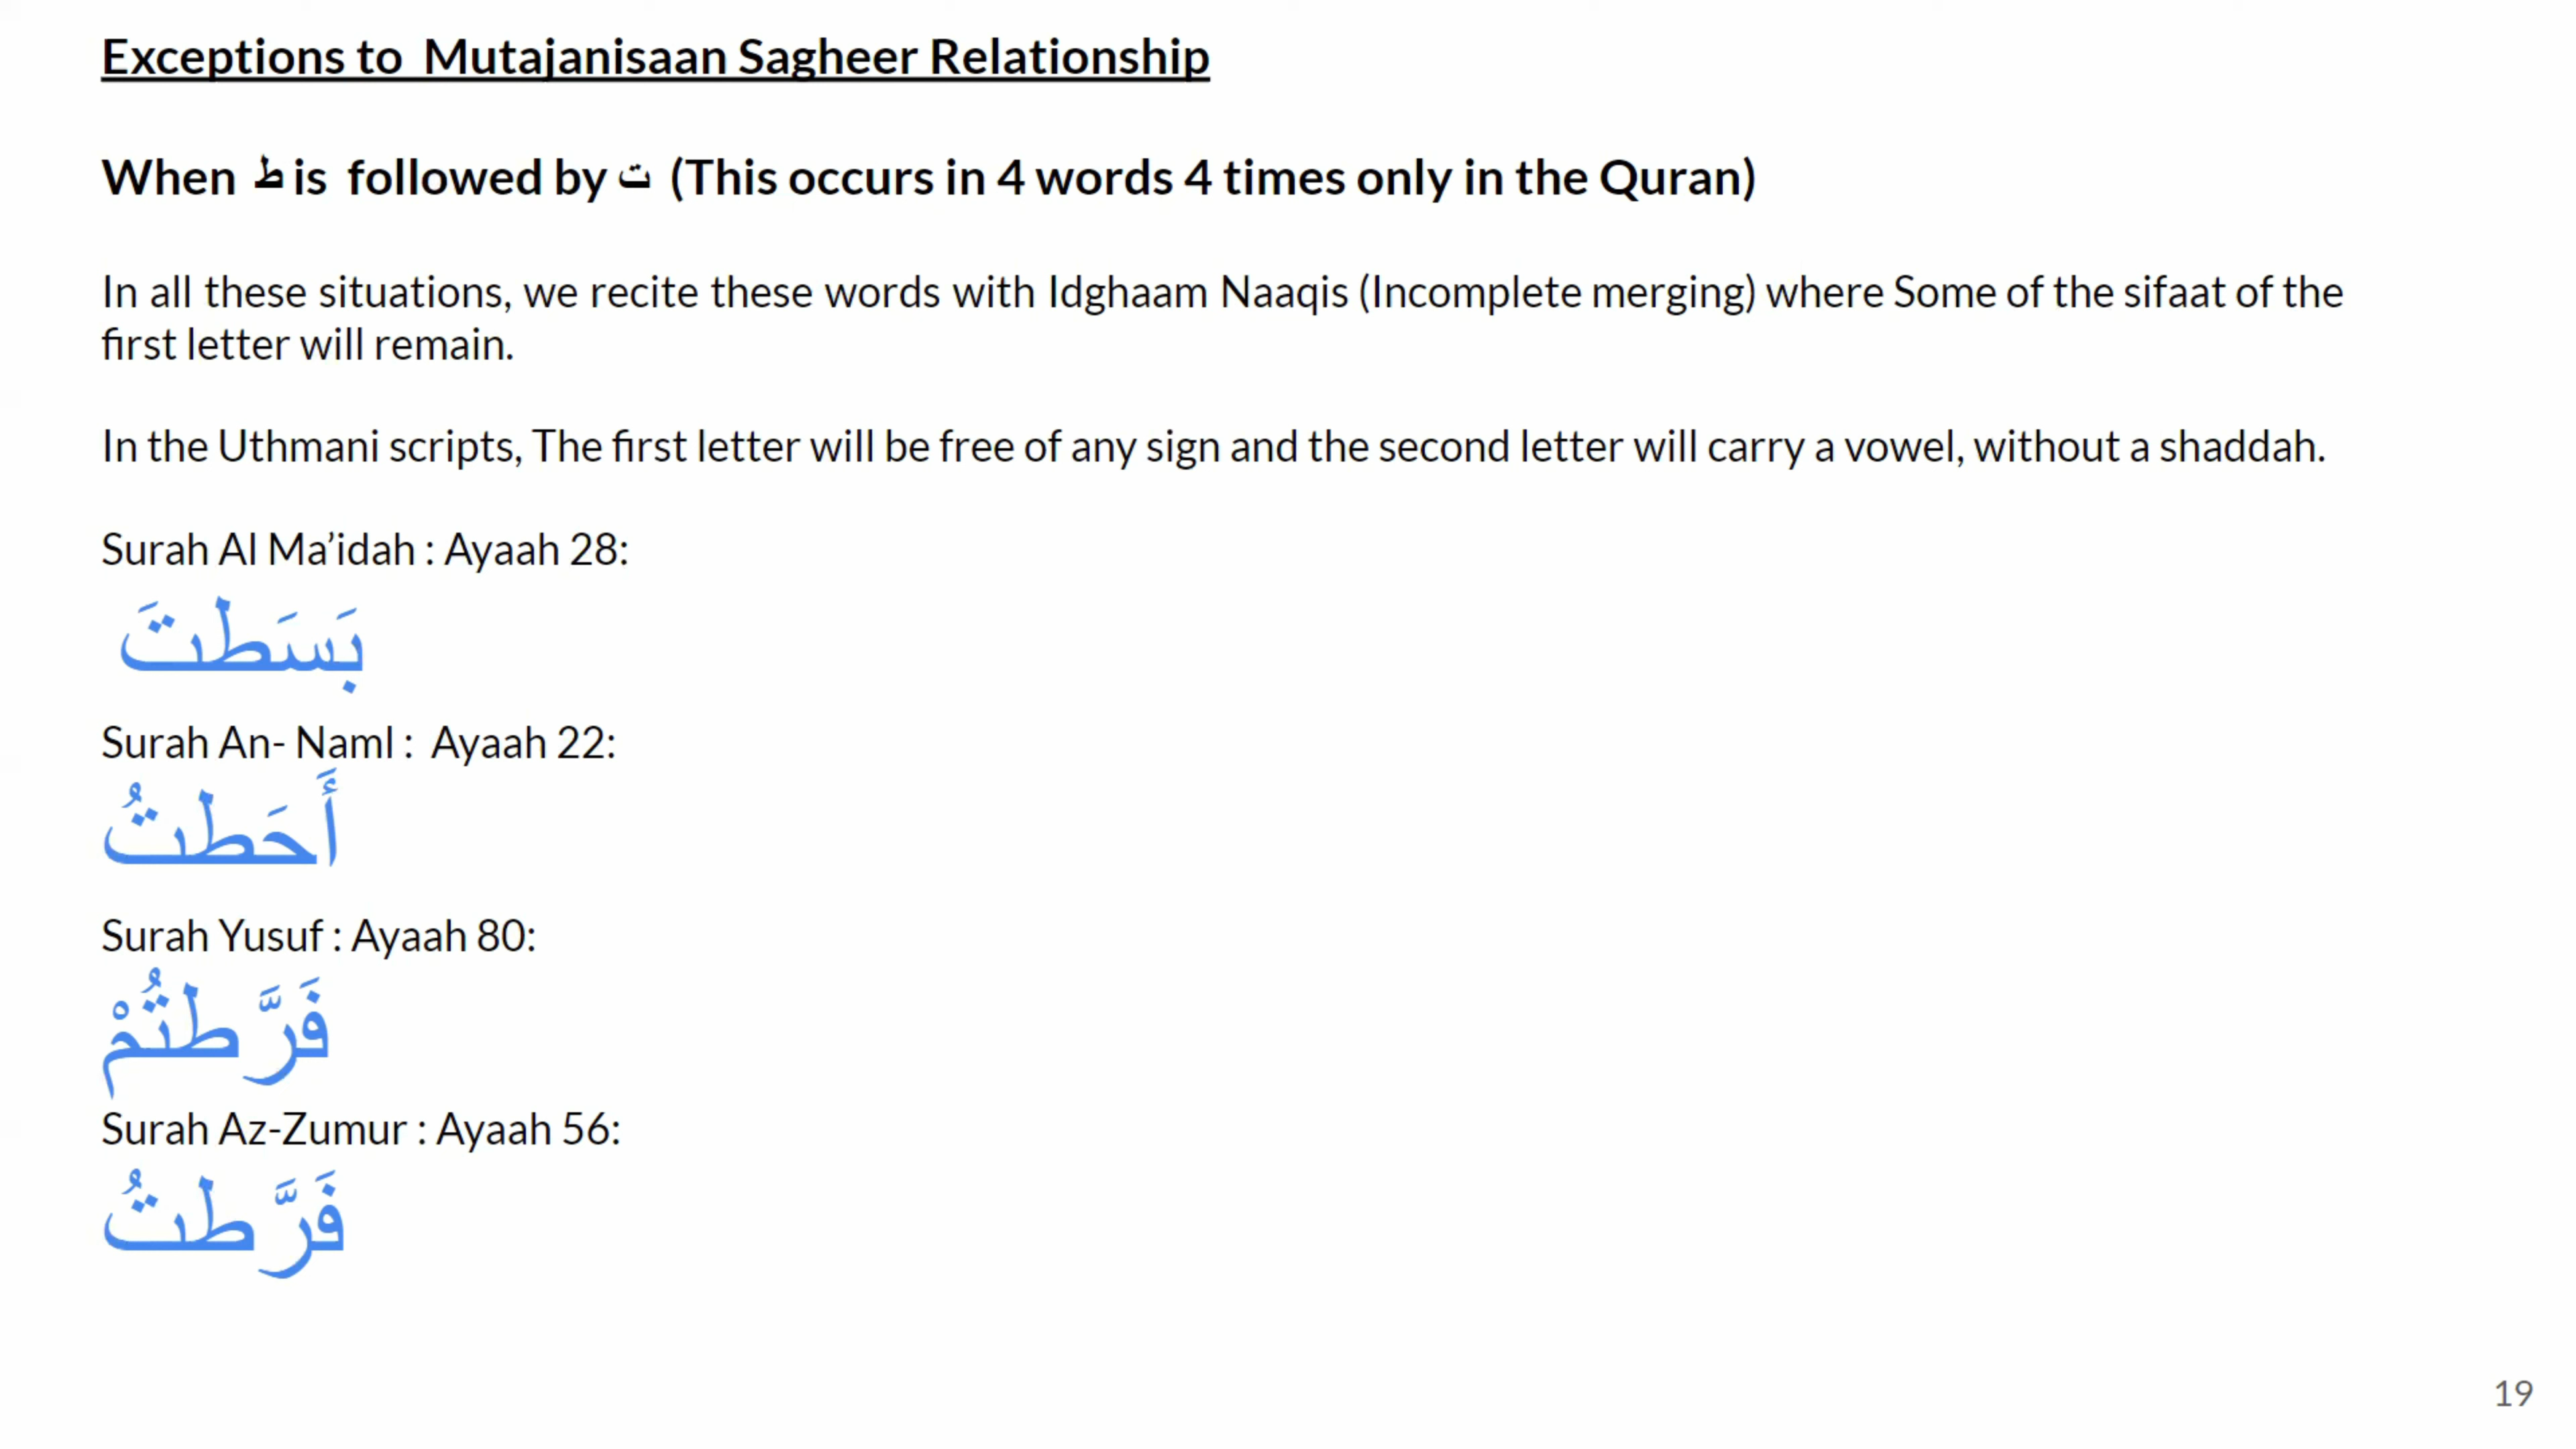 Exceptions to Mutajanisaan Sagheer Relationship
When ط is followed by ت (This occurs in 4 words 4 times only in the Quran)
In all these situations, we recite these words with Idghaam Naaqis (Incomplete merging) where Some of the sifaat of the
first letter will remain.
In the Uthmani scripts, The first letter will be free of any sign and the second letter will carry a vowel, without a shaddah.
Surah Al Ma’idah : Ayaah 28:
بَسَطتَ
Surah An- Naml : Ayaah 22:
أَحَطتُ
Surah Yusuf : Ayaah 80:
فَرَّطتُمْ
Surah Az-Zumur : Ayaah 56:
فَرَّطتُ
19